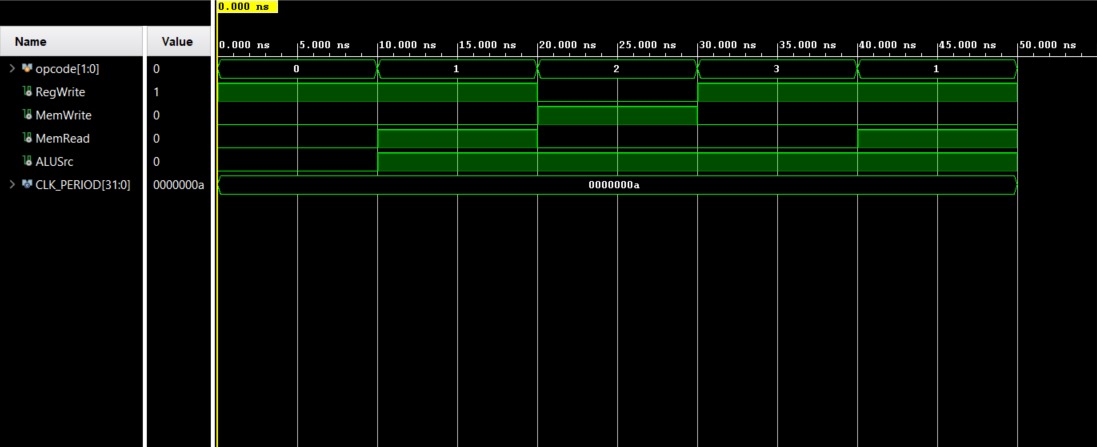 0.000 ns
Name Value
0.000 ns 5.000 ns 10.000 ns 15.000 ns 20.000 ns 25.000 ns 30.000 ns 35.000 ns 40.000 ns 45.000 ns 50.000 ns
opcode[1:0] 0 0 1 2 3 1
RegWrite 1
MemWrite 0
MemRead 0
ALUSrc 0
CLK_PERIOD[31:0] 0000000a 0000000a